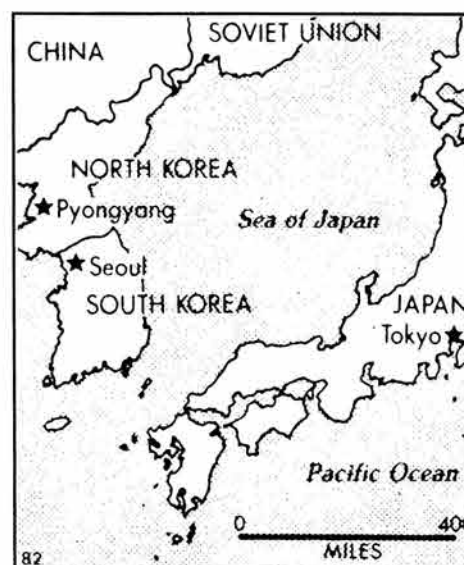 SOVIET UNION
CHINA
NORTH KOREA
Pyongyang
Sea of Japan
Seoul
SOUTH KOREA
JAPAN
Tokyo
Pacific Ocean
0
MILES
82